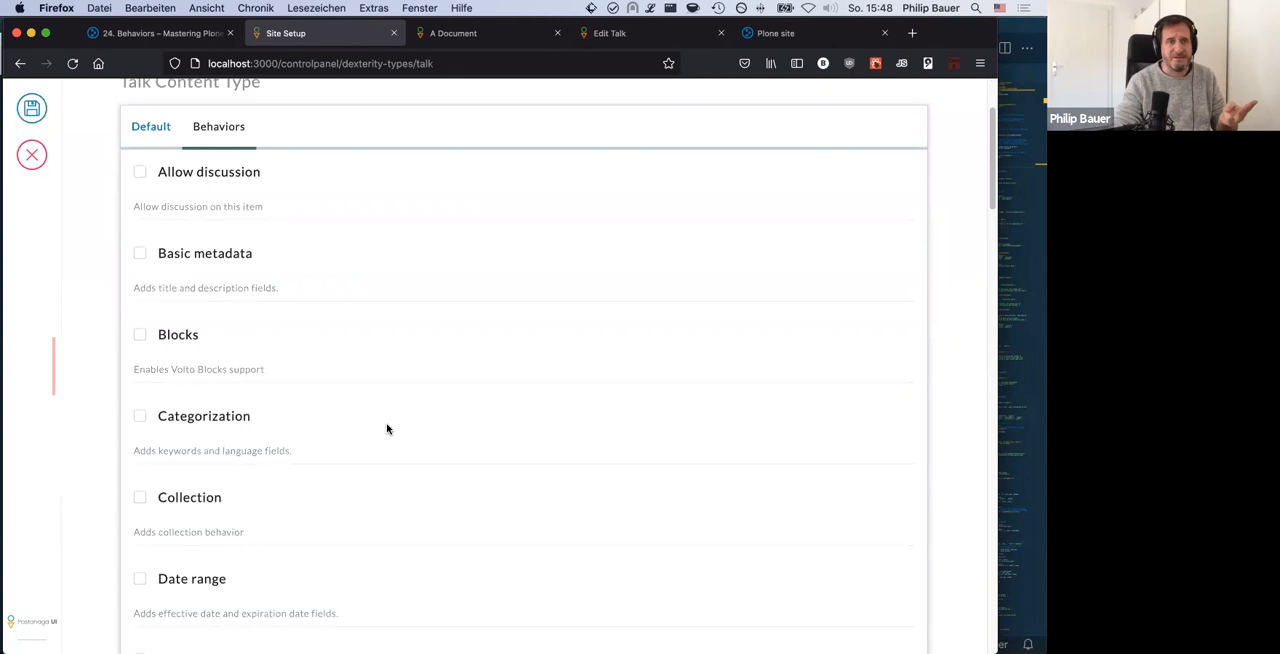 Firefox Datei Bearbeiten Ansicht Chronik Lesezeichen Extras Fenster Hilfe So. 15:48 Philip Bauer
24. Behaviors – Mastering Plone
Site Setup
A Document
Edit Talk
Plone site
localhost:3000/controlpanel/dexterity-types/talk
Talk Content Type
Default Behaviors
Allow discussion
Allow discussion on this item
Basic metadata
Adds title and description fields.
Blocks
Enables Volto Blocks support
Categorization
Adds keywords and language fields.
Collection
Adds collection behavior
Date range
Adds effective date and expiration date fields.
Pastanaga UI
Philip Bauer